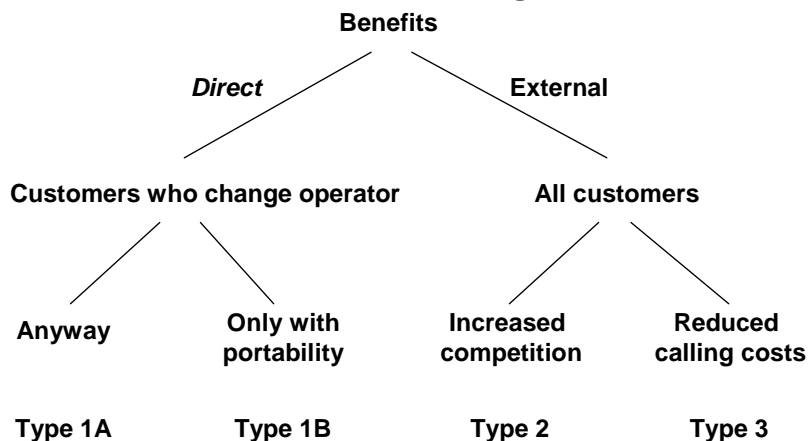 Benefits
Direct External
Customers who change operator All customers
Anyway Only with portability Increased competition Reduced calling costs
Type 1A Type 1B Type 2 Type 3